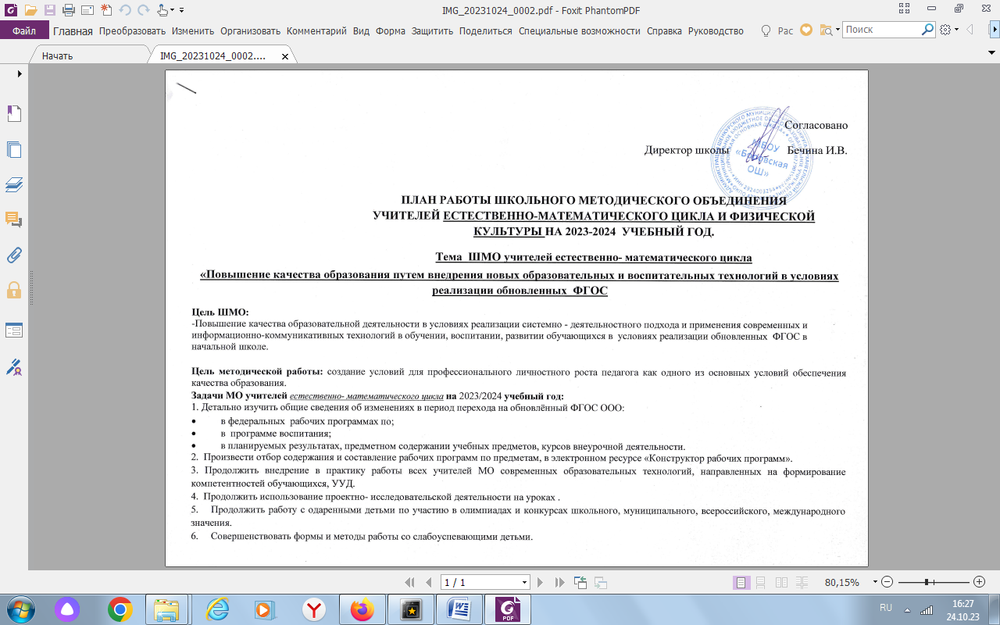 IMG_20231024_0002.pdf - Foxit PhantomPDF
Файл Главная Преобразовать Изменить Организовать Комментарий Вид Форма Защитить Поделиться Специальные возможности Справка Руководство Рас Поиск
Начать IMG_20231024_0002....
Согласовано
Директор школы Бечина И.В.
МБОУ
«Боровская
ОШ»
ПЛАН РАБОТЫ ШКОЛЬНОГО МЕТОДИЧЕСКОГО ОБЪЕДИНЕНИЯ
УЧИТЕЛЕЙ ЕСТЕСТВЕННО-МАТЕМАТИЧЕСКОГО ЦИКЛА И ФИЗИЧЕСКОЙ
КУЛЬТУРЫ НА 2023-2024 УЧЕБНЫЙ ГОД.
Тема ШМО учителей естественно- математического цикла
«Повышение качества образования путем внедрения новых образовательных и воспитательных технологий в условиях
реализации обновленных ФГОС
Цель ШМО:
-Повышение качества образовательной деятельности в условиях реализации системно - деятельностного подхода и применения современных и
информационно-коммуникативных технологий в обучении, воспитании, развитии обучающихся в условиях реализации обновленных ФГОС в
начальной школе.
Цель методической работы: создание условий для профессионального личностного роста педагога как одного из основных условий обеспечения
качества образования.
Задачи МО учителей естественно- математического цикла на 2023/2024 учебный год:
1. Детально изучить общие сведения об изменениях в период перехода на обновлённый ФГОС ООО:
• в федеральных рабочих программах по;
• в программе воспитания;
• в планируемых результатах, предметном содержании учебных предметов, курсов внеурочной деятельности.
2. Произвести отбор содержания и составление рабочих программ по предметам, в электронном ресурсе «Конструктор рабочих программ».
3. Продолжить внедрение в практику работы всех учителей МО современных образовательных технологий, направленных на формирование
компетентностей обучающихся, УУД.
4. Продолжить использование проектно- исследовательской деятельности на уроках .
5. Продолжить работу с одаренными детьми по участию в олимпиадах и конкурсах школьного, муниципального, всероссийского, международного
значения.
6. Совершенствовать формы и методы работы со слабоуспевающими детьми.
1 / 1 80,15%
RU 16:27
24.10.23